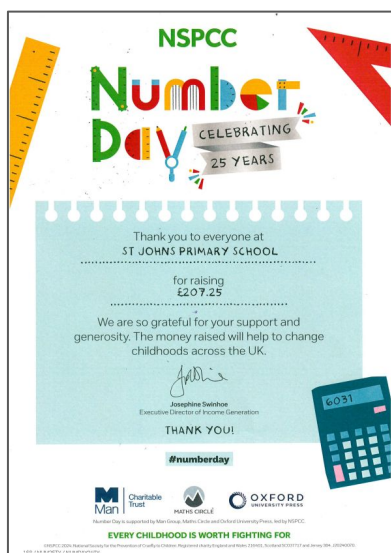 NSPCC
Number
Day
CELEBRATING
25 YEARS
Thank you to everyone at
ST JOHNS PRIMARY SCHOOL
for raising
£207.25
We are so grateful for your support and
generosity. The money raised will help to change
childhoods across the UK.
Josephine Swinhoe
Executive Director of Income Generation
THANK YOU!
6031
#numberday
Man
Charitable
Trust
MATHS CIRCLE
OXFORD
UNIVERSITY PRESS
Number Day is supported by Man Group, Maths Circle and Oxford University Press, led by NSPCC
EVERY CHILDHOOD IS WORTH FIGHTING FOR